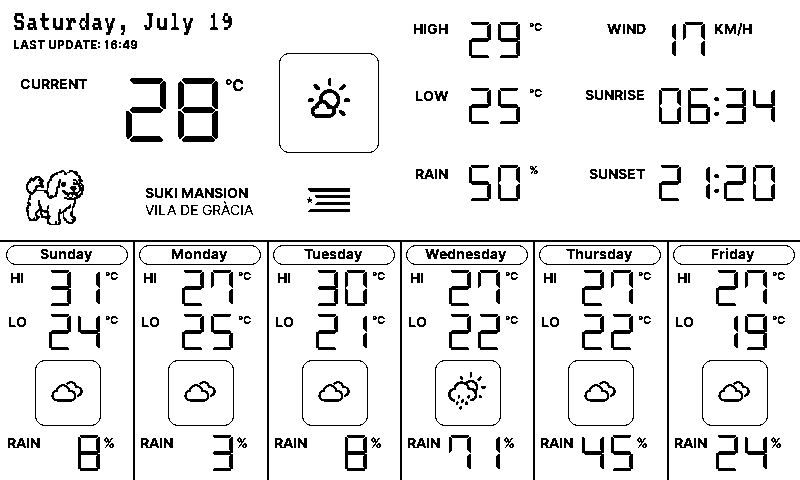 Saturday, July 19
LAST UPDATE: 16:49
CURRENT 28 °C
SUKI MANSION
VILA DE GRÀCIA
HIGH 29 °C
LOW 25 °C
RAIN 50 %
WIND 17 KM/H
SUNRISE 06:34
SUNSET 21:20
Sunday
HI 31 °C
LO 24 °C
RAIN 8 %
Monday
HI 27 °C
LO 25 °C
RAIN 3 %
Tuesday
HI 30 °C
LO 21 °C
RAIN 8 %
Wednesday
HI 27 °C
LO 22 °C
RAIN 71 %
Thursday
HI 27 °C
LO 22 °C
RAIN 45 %
Friday
HI 27 °C
LO 19 °C
RAIN 24 %